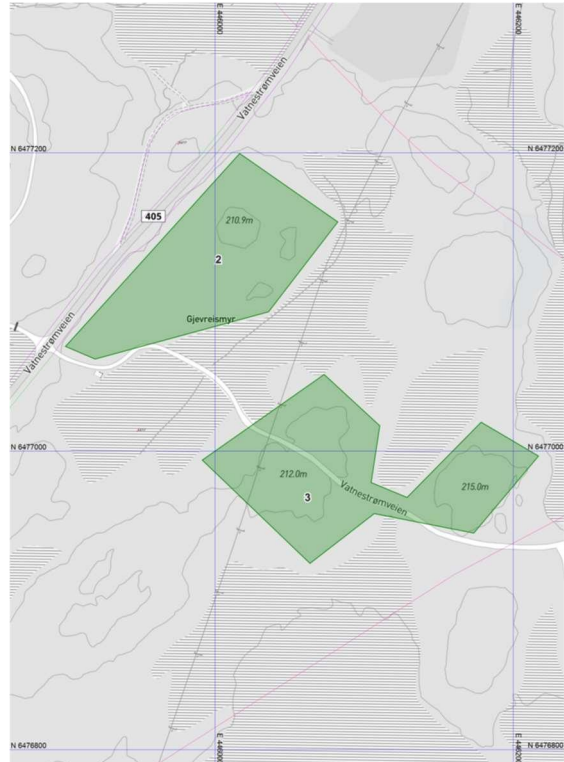 E 446000
E 446200
Vatnestrømveien
N 6477200
405
210.9m
2
Gjevreismyr
Vatnestrømveien
N 6477000
N 6477000
212.0m
215.0m
3
Vatnestrømveien
N 6476800
N 6476800
E 446000
E 446200